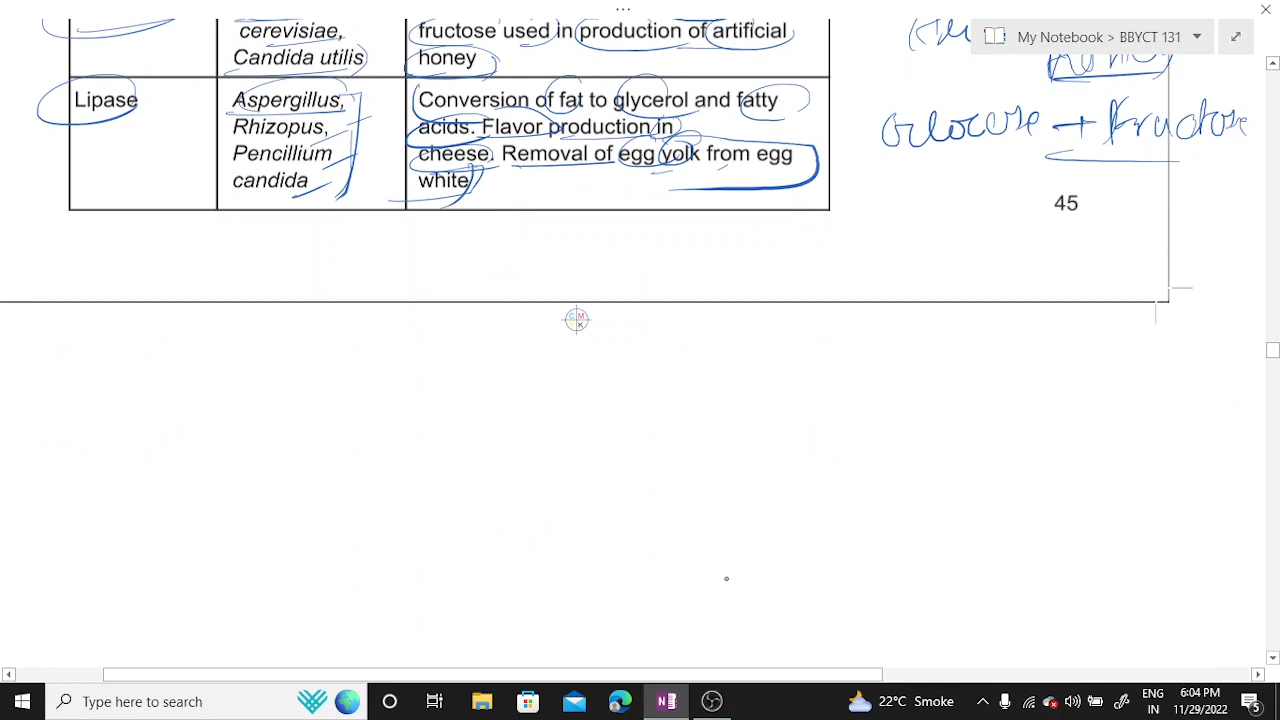 ...
My Notebook > BBYCT 131
cerevisiae,
Candida utilis
fructose used in production of artificial
honey
Lipase
Aspergillus,
Rhizopus,
Pencillium
candida
Conversion of fat to glycerol and fatty
acids. Flavor production in
cheese. Removal of egg yolk from egg
white
+ Fructose
45
C M
K
Type here to search
22°C Smoke
ENG
IN
6:04 PM
11/29/2022
5